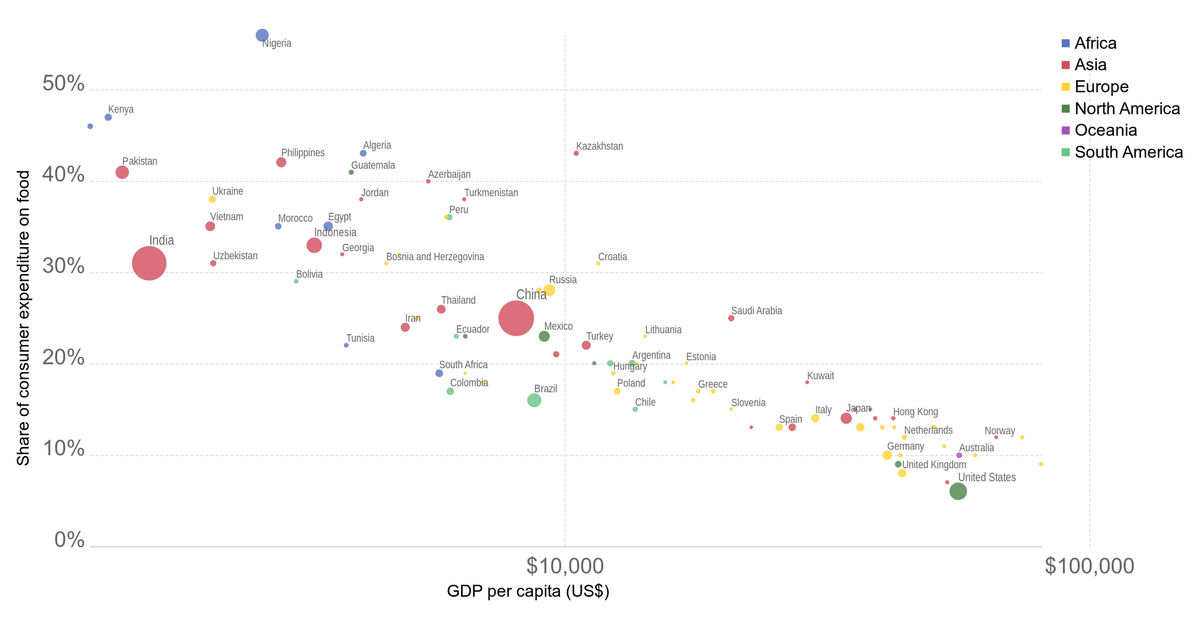 Nigeria
Africa
Asia
50%
Europe
Kenya
North America
Oceania
Algeria
Kazakhstan
Philippines
South America
Pakistan
Guatemala
40%
Azerbaijan
Ukraine
Jordan
Turkmenistan
Vietnam
Morocco
Egypt
Peru
Indonesia
India
Georgia
Uzbekistan
Bosnia and Herzegovina
Croatia
30%
Bolivia
Russia
China
Thailand
Saudi Arabia
Iran
Ecuador
Mexico
Lithuania
Tunisia
Turkey
20%
Argentina
Estonia
South Africa
Hungary
Kuwait
Colombia
Brazil
Poland
Greece
Chile
Slovenia
Italy
Japan
Hong Kong
Spain
Netherlands
Norway
10%
Germany
Australia
United Kingdom
United States
0%
Share of consumer expenditure on food
$10,000
$100,000
GDP per capita (US$)